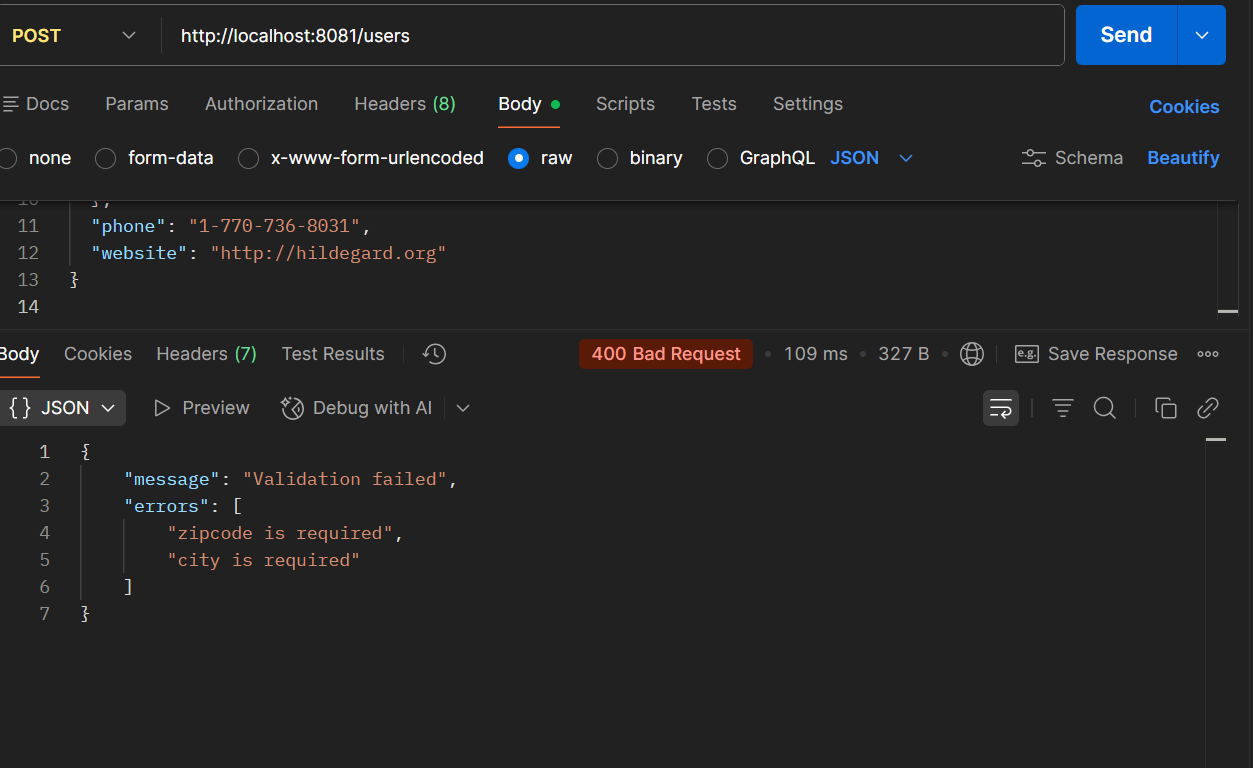 POST http://localhost:8081/users Send
Docs Params Authorization Headers (8) Body Scripts Tests Settings Cookies
none form-data x-www-form-urlencoded raw binary GraphQL JSON Schema Beautify
10 },
11 "phone": "1-770-736-8031",
12 "website": "http://hildegard.org"
13 }
14
Body Cookies Headers (7) Test Results 400 Bad Request • 109 ms • 327 B • e.g. Save Response
{} JSON Preview Debug with AI
1 {
2 "message": "Validation failed",
3 "errors": [
4 "zipcode is required",
5 "city is required"
6 ]
7 }